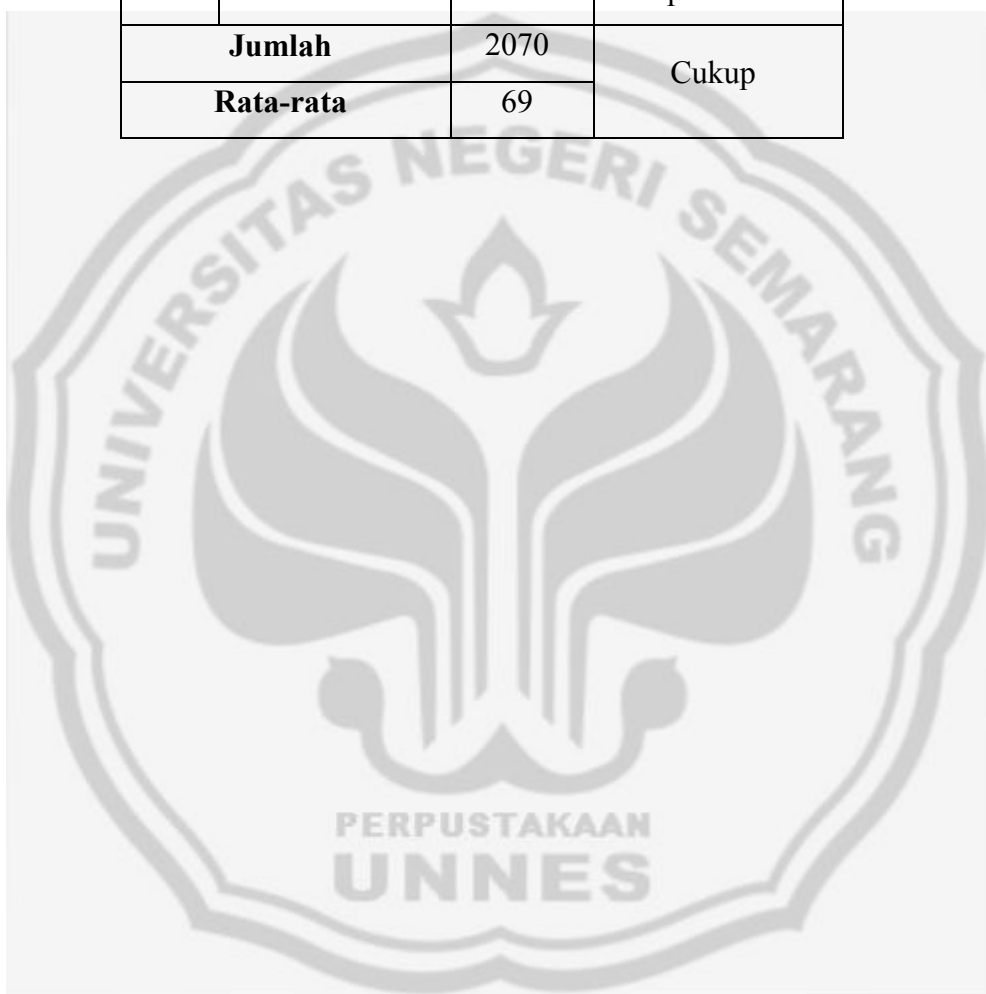 Jumlah 2070
Cukup
Rata-rata 69
UNIVERSITAS NEGERI SEMARANG
PERPUSTAKAAN
UNNES